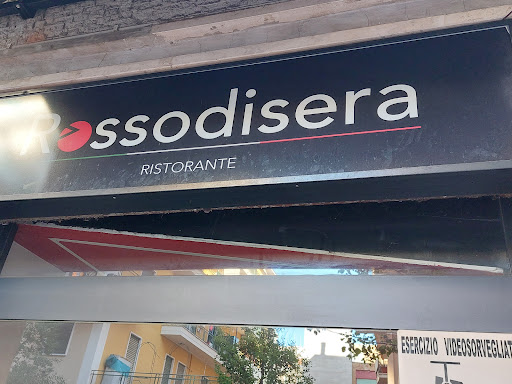 Rossodisera
RISTORANTE
ESERCIZIO VIDEOSORVEGLIAT